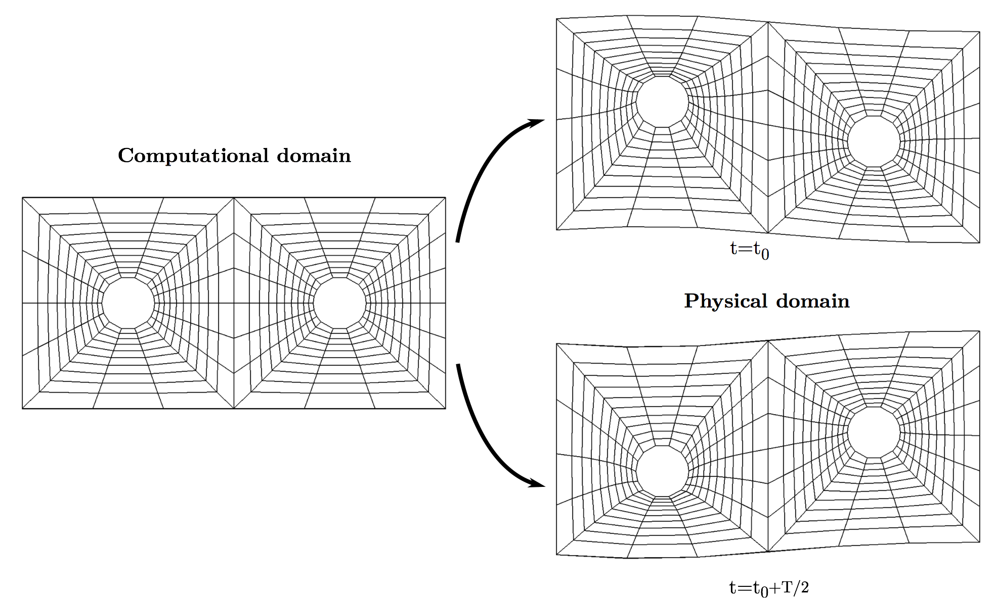 Computational domain
t=t₀
Physical domain
t=t₀+T/2